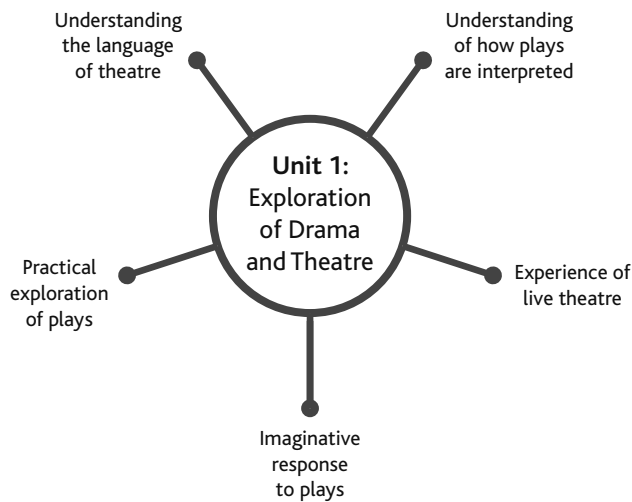 Understanding
the language
of theatre
Understanding
of how plays
are interpreted
Unit 1:
Exploration
of Drama
and Theatre
Practical
exploration
of plays
Experience of
live theatre
Imaginative
response
to plays